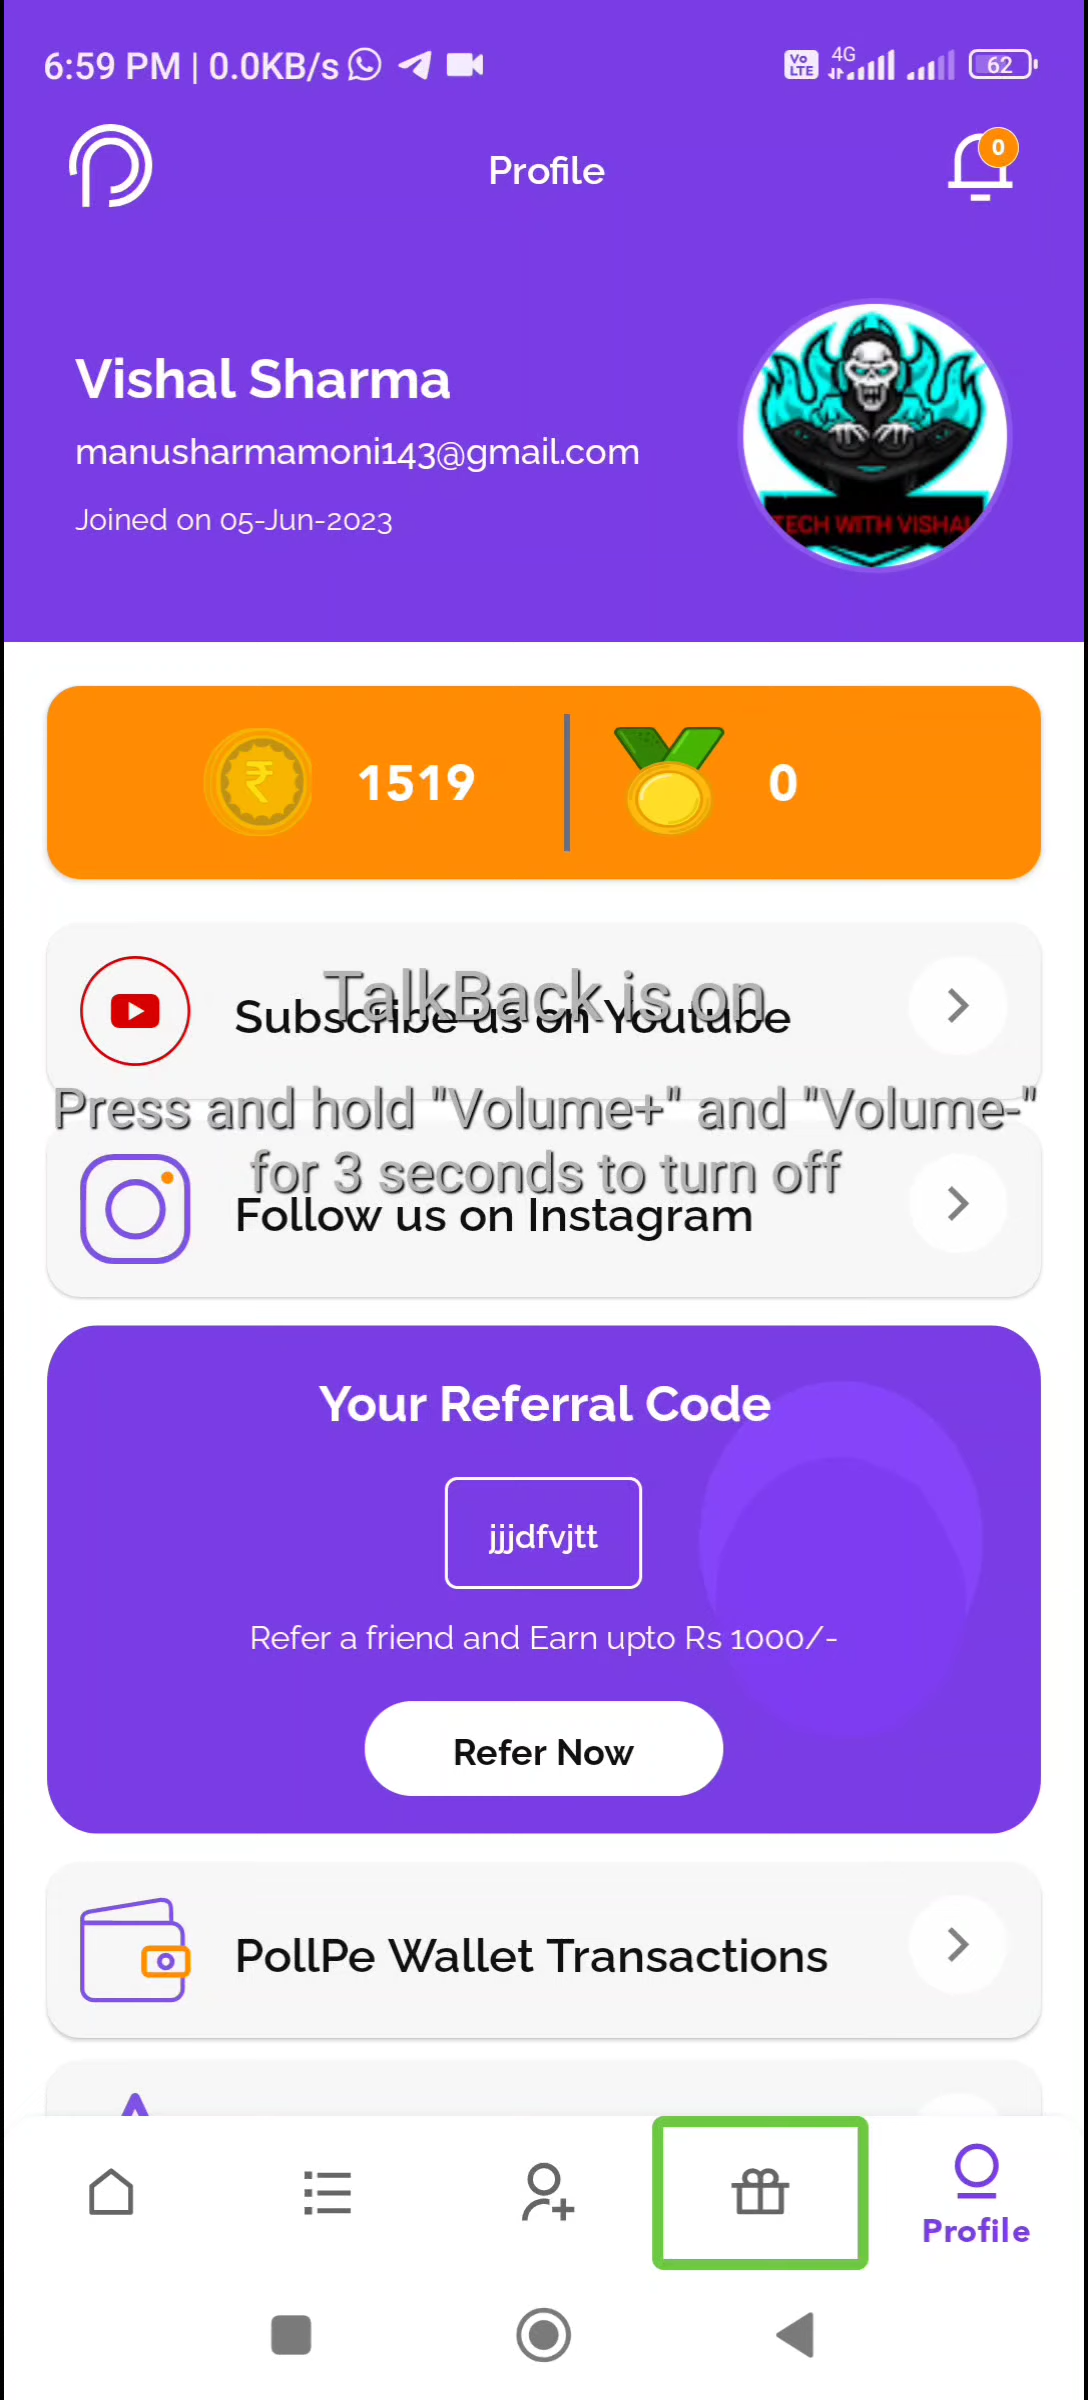 6:59 PM | 0.0KB/s
Vo LTE 4G 62
Profile
0
Vishal Sharma
manusharmamoni143@gmail.com
Joined on 05-Jun-2023
TECH WITH VISHAL
1519
0
TalkBack is on
Subscribe us on Youtube
Press and hold "Volume+" and "Volume-"
for 3 seconds to turn off
Follow us on Instagram
Your Referral Code
jjjdfvjtt
Refer a friend and Earn upto Rs 1000/-
Refer Now
PollPe Wallet Transactions
Profile